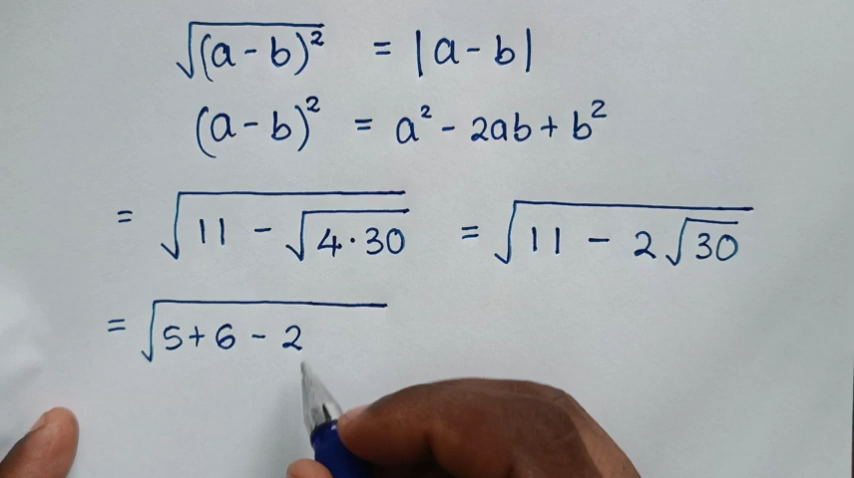 √(a - b)² = |a - b|
(a - b)² = a² - 2ab + b²
= √(11 - √(4·30)) = √(11 - 2√30)
= √(5 + 6 - 2